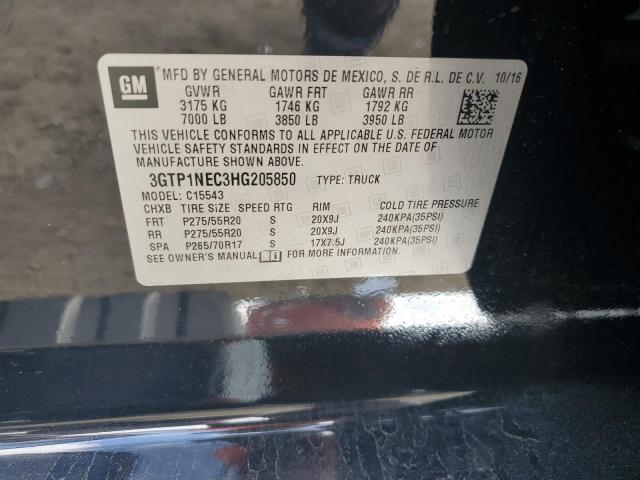 GM
MFD BY GENERAL MOTORS DE MEXICO, S. DE R.L. DE C.V. 10/16
GVWR GAWR FRT GAWR RR
3175 KG 1746 KG 1792 KG
7000 LB 3850 LB 3950 LB
THIS VEHICLE CONFORMS TO ALL APPLICABLE U.S. FEDERAL MOTOR
VEHICLE SAFETY STANDARDS IN EFFECT ON THE DATE OF
MANUFACTURE SHOWN ABOVE.
3GTP1NEC3HG205850 TYPE: TRUCK
MODEL: C15543
CHXB TIRE SIZE SPEED RTG RIM COLD TIRE PRESSURE
FRT P275/55R20 S 20X9J 240KPA(35PSI)
RR P275/55R20 S 20X9J 240KPA(35PSI)
SPA P265/70R17 S 17X7.5J 240KPA(35PSI)
SEE OWNER'S MANUAL FOR MORE INFORMATION.